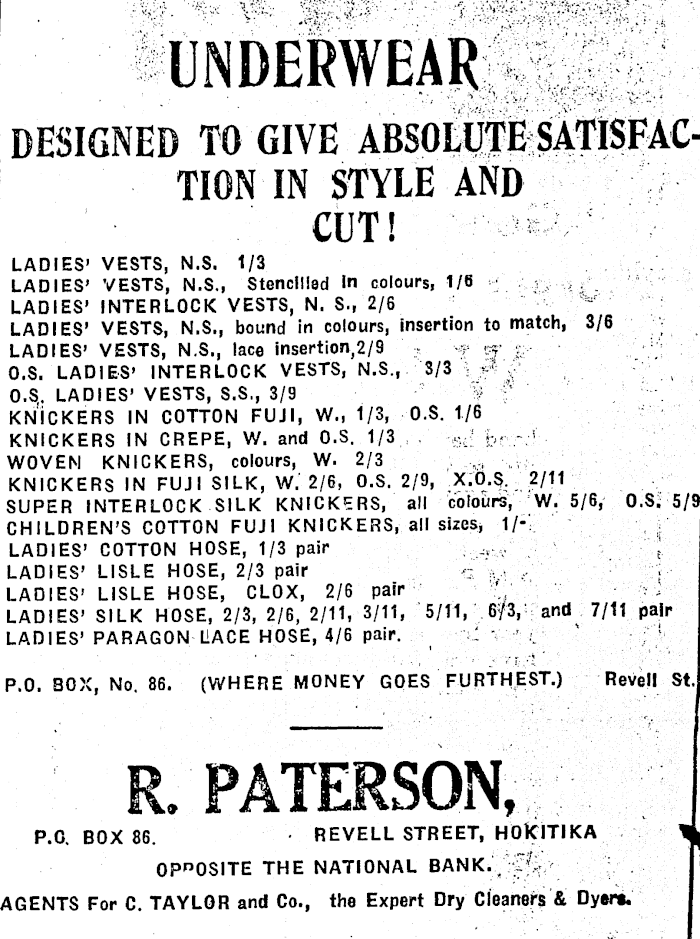 UNDERWEAR
DESIGNED TO GIVE ABSOLUTE SATISFAC-
TION IN STYLE AND
CUT!
LADIES' VESTS, N.S. 1/3
LADIES' VESTS, N.S., Stencilled in colours, 1/6
LADIES' INTERLOCK VESTS, N. S., 2/6
LADIES' VESTS, N.S., bound in colours, insertion to match, 3/6
LADIES' VESTS, N.S., lace insertion, 2/9
O.S. LADIES' INTERLOCK VESTS, N.S., 3/3
O.S. LADIES' VESTS, S.S., 3/9
KNICKERS IN COTTON FUJI, W., 1/3, O.S. 1/6
KNICKERS IN CREPE, W. and O.S. 1/3
WOVEN KNICKERS, colours, W. 2/3
KNICKERS IN FUJI SILK, W. 2/6, O.S. 2/9, X.O.S. 2/11
SUPER INTERLOCK SILK KNICKERS, all colours, W. 5/6, O.S. 5/9
CHILDREN'S COTTON FUJI KNICKERS, all sizes, 1/-
LADIES' COTTON HOSE, 1/3 pair
LADIES' LISLE HOSE, 2/3 pair
LADIES' LISLE HOSE, CLOX, 2/6 pair
LADIES' SILK HOSE, 2/3, 2/6, 2/11, 3/11, 5/11, 6/3, and 7/11 pair
LADIES' PARAGON LACE HOSE, 4/6 pair.
P.O. BOX, No. 86. (WHERE MONEY GOES FURTHEST.) Revell St.
R. PATERSON,
P.O. BOX 86. REVELL STREET, HOKITIKA
OPPOSITE THE NATIONAL BANK.
AGENTS For C. TAYLOR and Co., the Expert Dry Cleaners & Dyers.